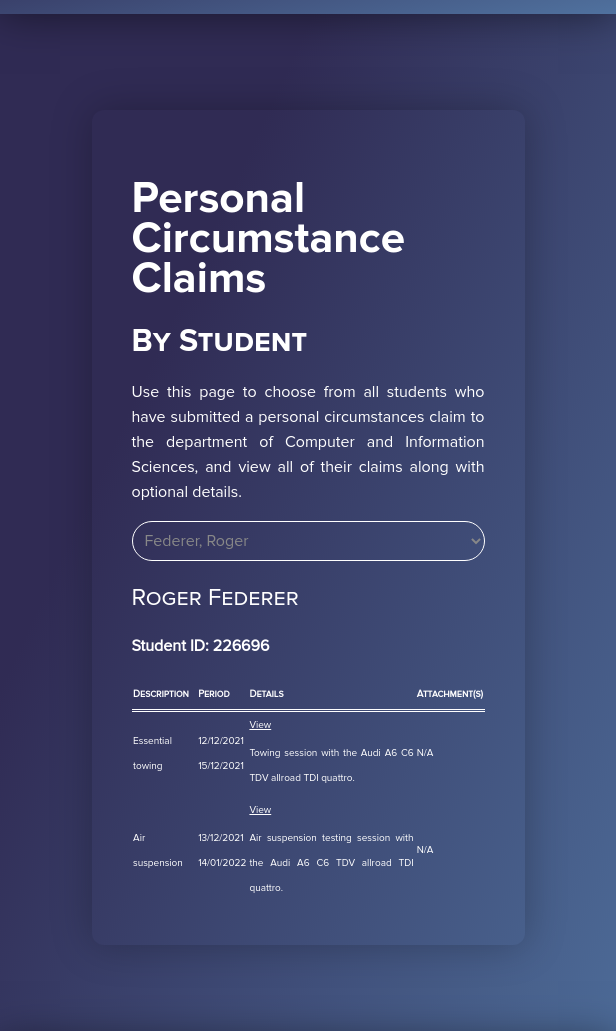 Personal
Circumstance
Claims
By Student
Use this page to choose from all students who
have submitted a personal circumstances claim to
the department of Computer and Information
Sciences, and view all of their claims along with
optional details.
Federer, Roger
Roger Federer
Student ID: 226696
Description Period Details Attachment(s)
View
Essential 12/12/2021
Towing session with the Audi A6 C6 N/A
towing 15/12/2021
TDV allroad TDI quattro.
View
Air 13/12/2021 Air suspension testing session with
N/A
suspension 14/01/2022 the Audi A6 C6 TDV allroad TDI
quattro.